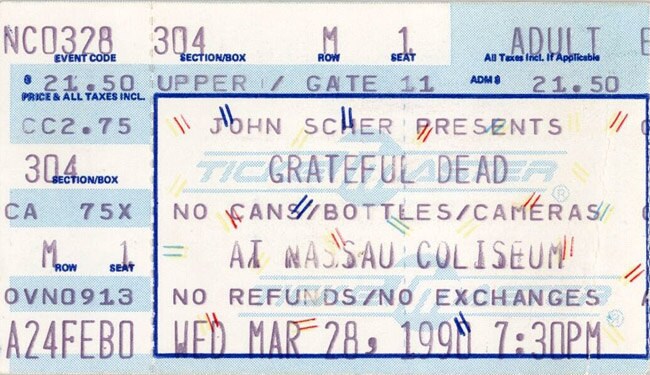 NC0328 304 M 1 ADULT E
EVENT CODE SECTION/BOX ROW SEAT All Taxes Incl. If Applicable
$ 21.50 UPPER / GATE 11 ADM$ 21.50
PRICE & ALL TAXES INCL.
CC2.75 JOHN SCHER PRESENTS
304 GRATEFUL DEAD
SECTION/BOX
TICKETMASTER ®
CA 75X NO CANS/BOTTLES/CAMERAS
M 1 AT NASSAU COLISEUM
ROW SEAT
OVN0913 NO REFUNDS/NO EXCHANGES
A24FEB0 WED MAR 28, 1990 7:30PM